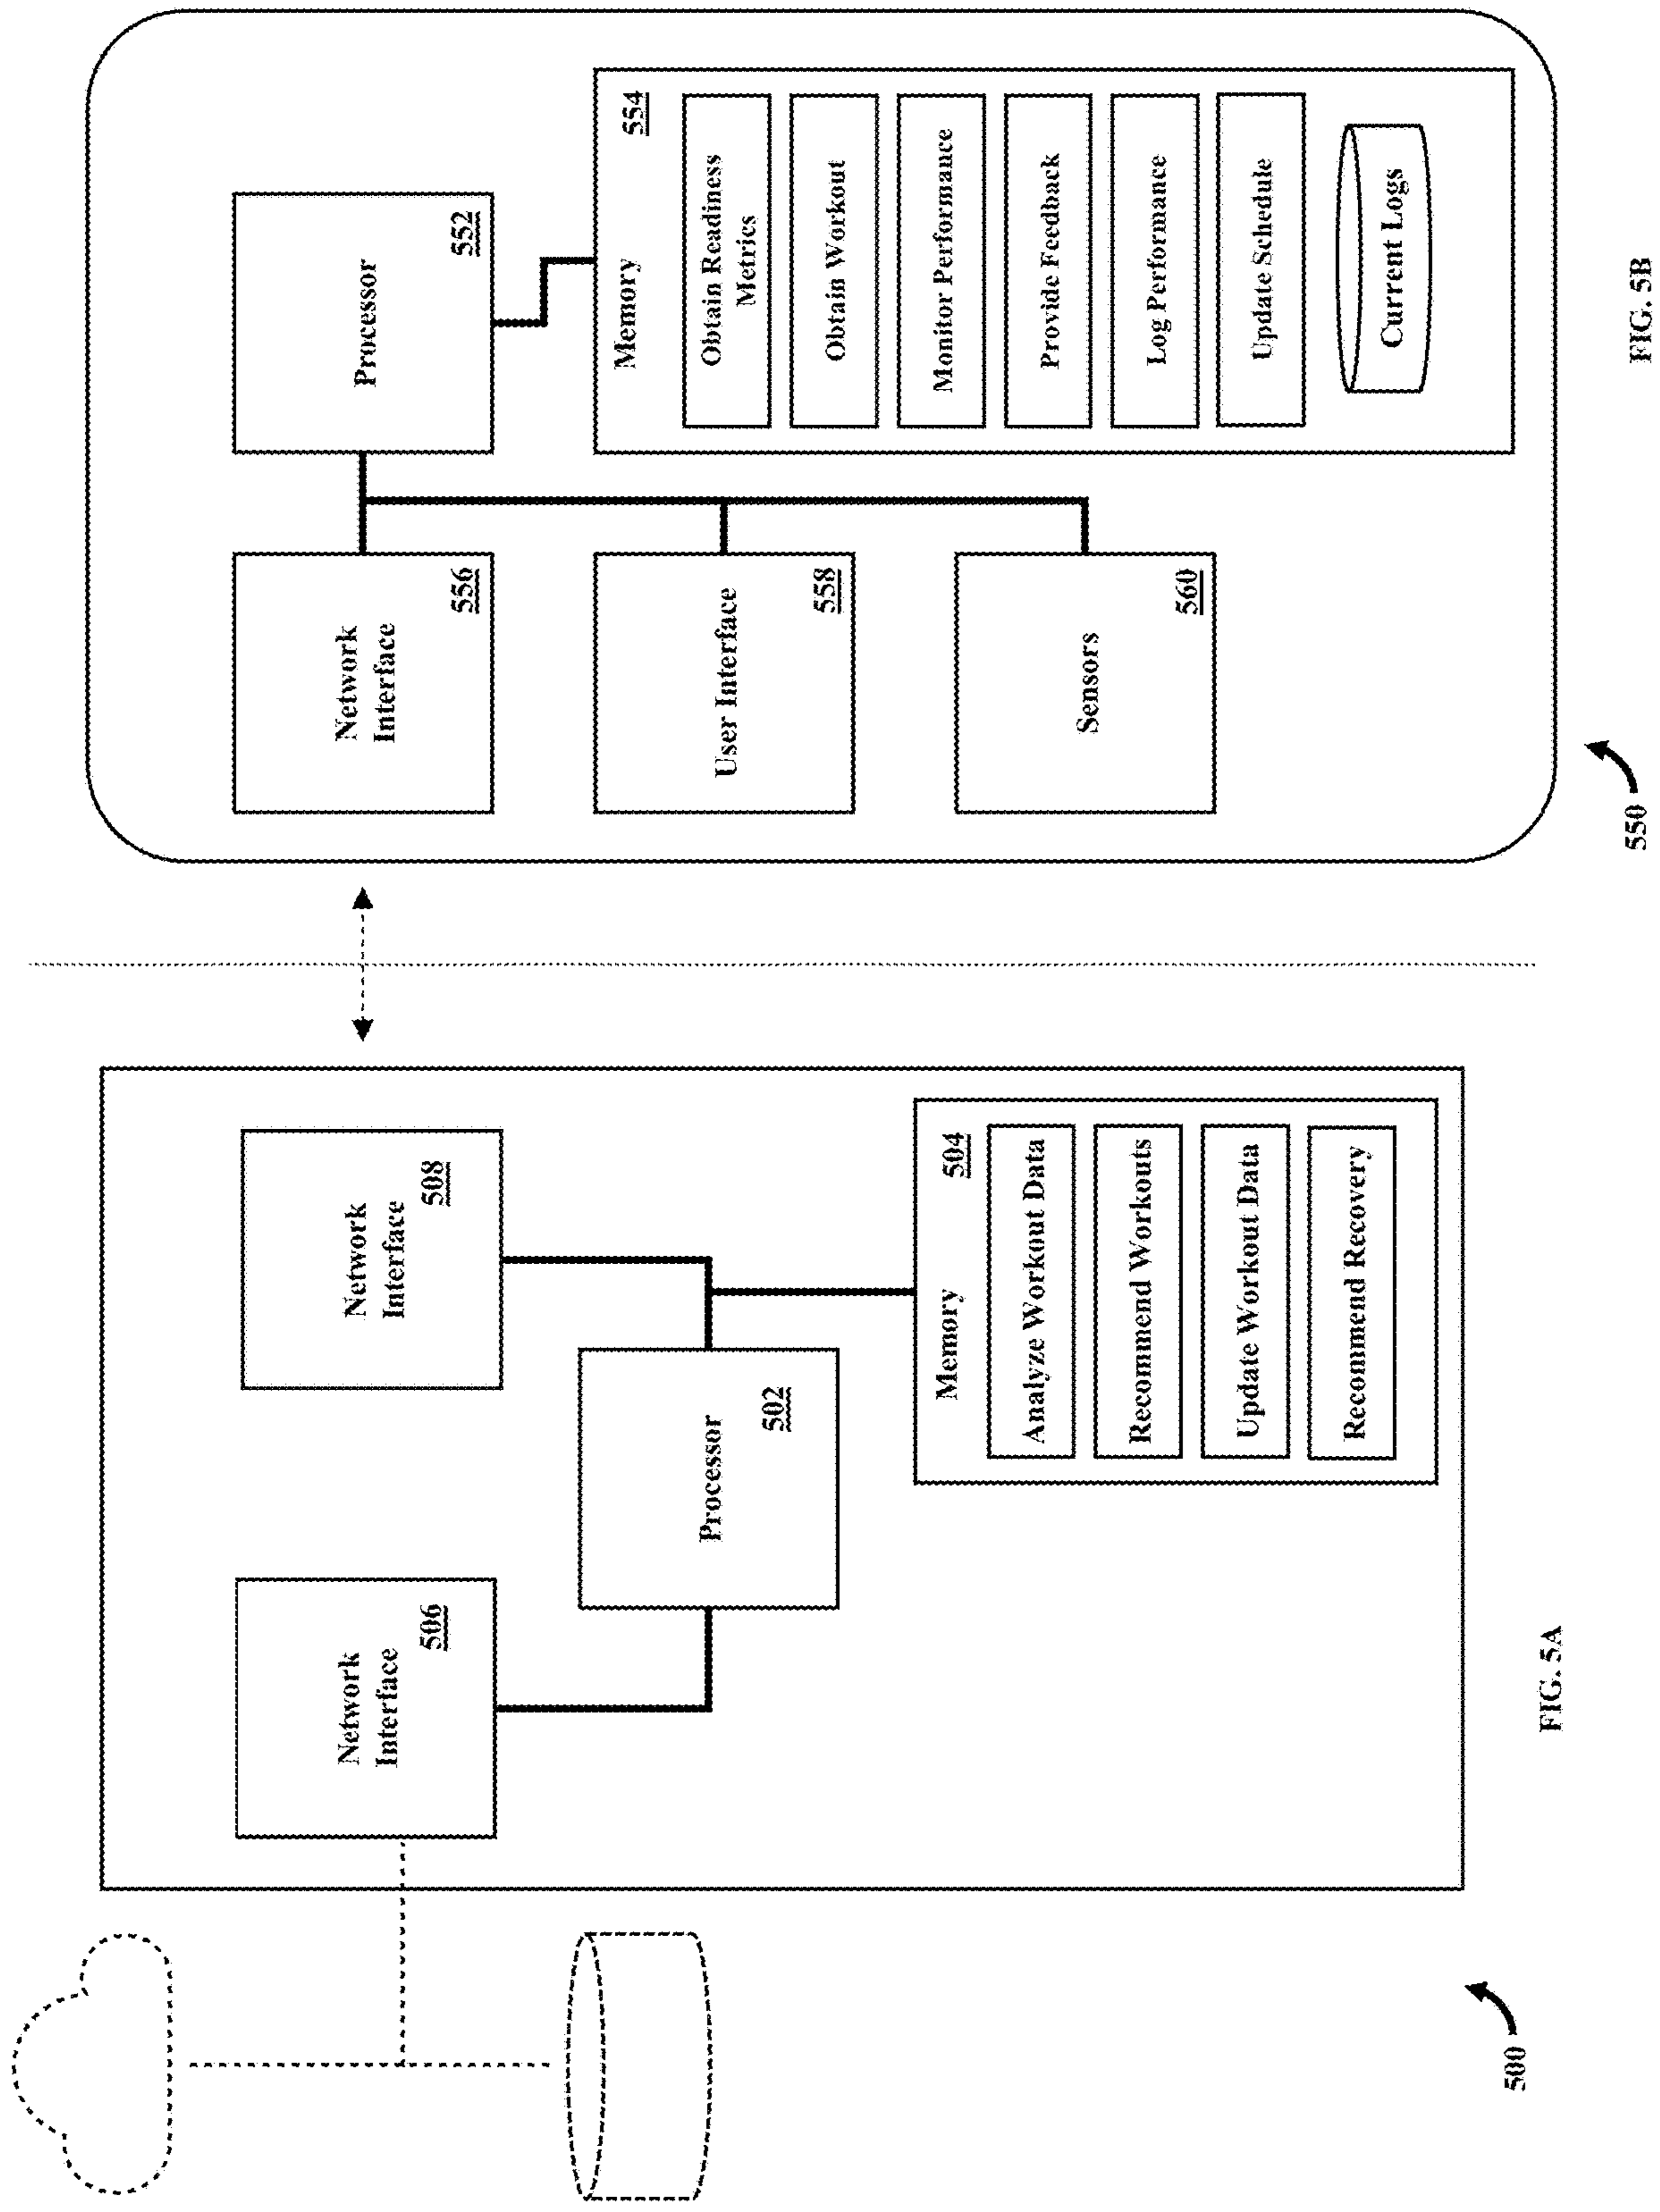 Network
Interface
506
Network
Interface
508
Processor
502
Memory
504
Analyze Workout Data
Recommend Workouts
Update Workout Data
Recommend Recovery
500
FIG. 5A
Network
Interface
556
Processor
552
User Interface
558
Sensors
560
Memory
554
Obtain Readiness
Metrics
Obtain Workout
Monitor Performance
Provide Feedback
Log Performance
Update Schedule
Current Logs
550
FIG. 5B